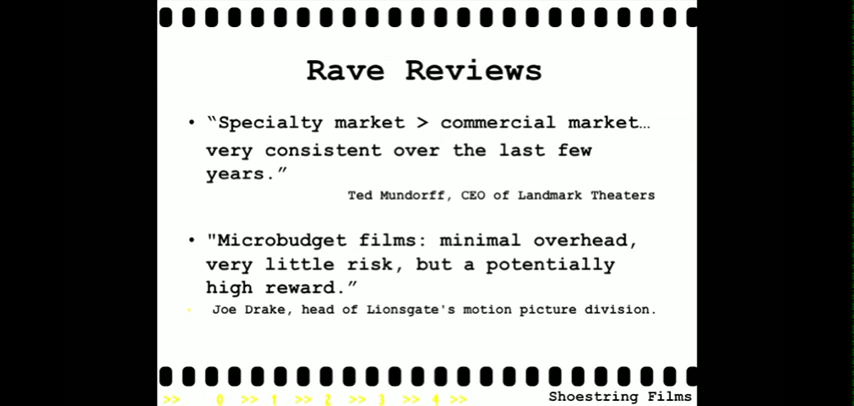 Rave Reviews
• “Specialty market > commercial market…
very consistent over the last few
years.”
Ted Mundorff, CEO of Landmark Theaters
• "Microbudget films: minimal overhead,
very little risk, but a potentially
high reward.”
• Joe Drake, head of Lionsgate's motion picture division.
>> 0 >> 1 >> 2 >> 3 >> 4 >>
Shoestring Films